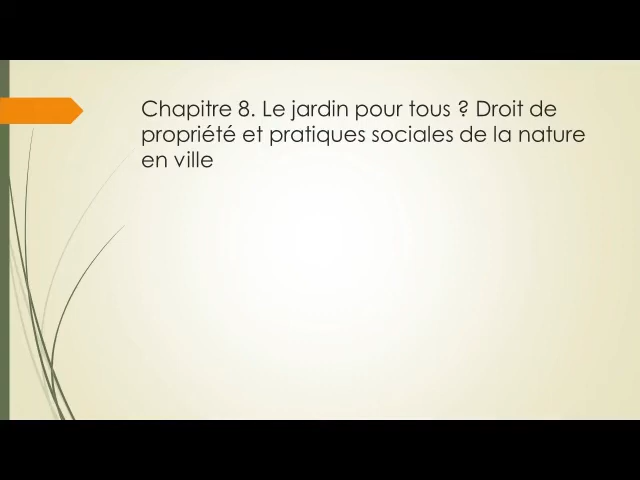 Chapitre 8. Le jardin pour tous ? Droit de
propriété et pratiques sociales de la nature
en ville